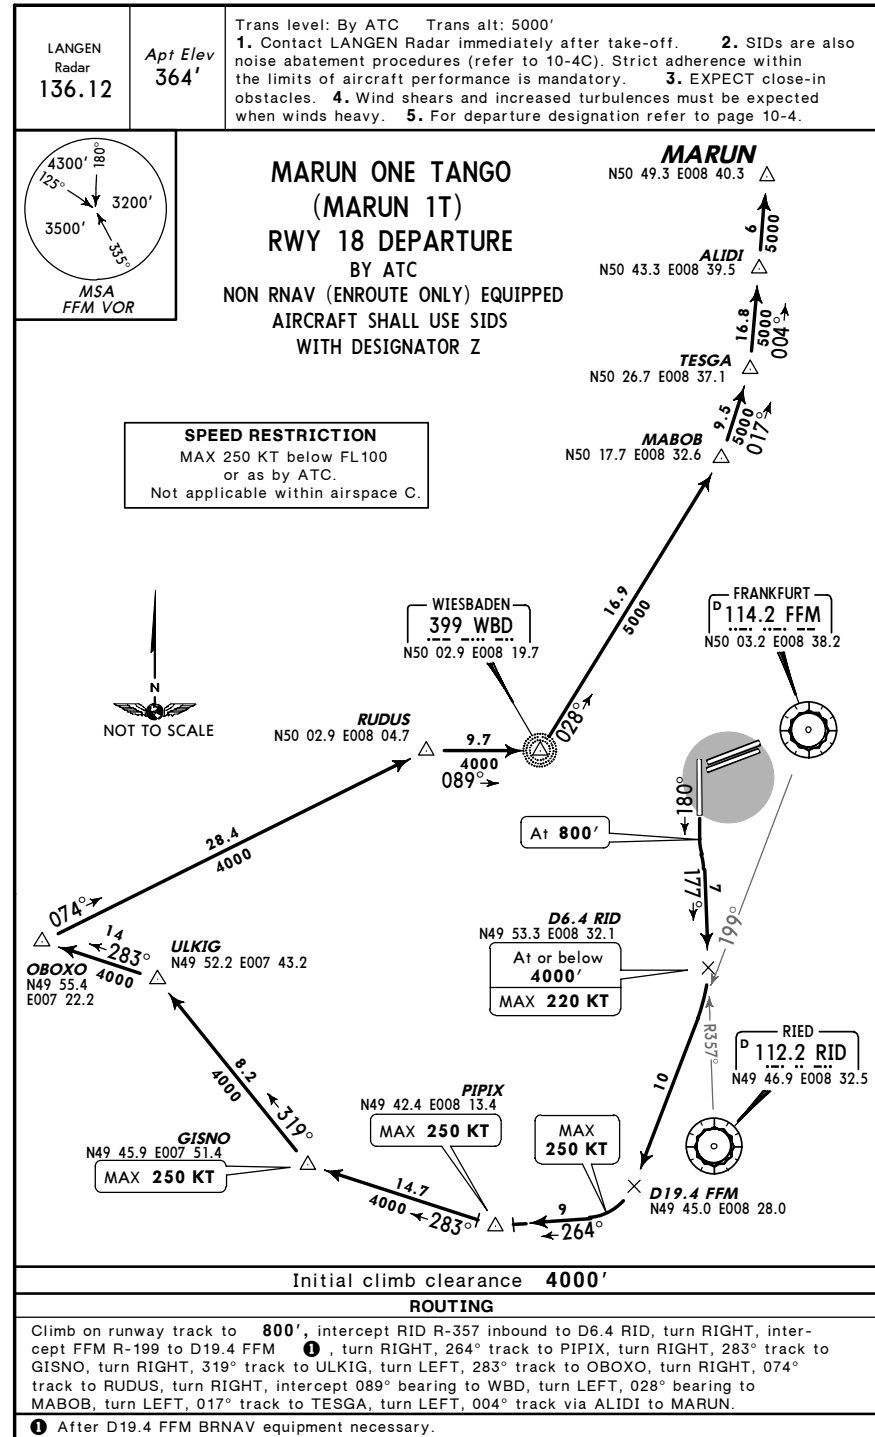 LANGEN
Radar
136.12
Apt Elev
364'
Trans level: By ATC Trans alt: 5000'
1. Contact LANGEN Radar immediately after take-off. 2. SIDs are also
noise abatement procedures (refer to 10-4C). Strict adherence within
the limits of aircraft performance is mandatory. 3. EXPECT close-in
obstacles. 4. Wind shears and increased turbulences must be expected
when winds heavy. 5. For departure designation refer to page 10-4.
4300'
180°
125°
3200'
3500'
335°
MSA
FFM VOR
MARUN ONE TANGO
(MARUN 1T)
RWY 18 DEPARTURE
BY ATC
NON RNAV (ENROUTE ONLY) EQUIPPED
AIRCRAFT SHALL USE SIDS
WITH DESIGNATOR Z
MARUN
N50 49.3 E008 40.3
6
5000
ALIDI
N50 43.3 E008 39.5
16.8
5000
004°
TESGA
N50 26.7 E008 37.1
9.5
5000
017°
MABOB
N50 17.7 E008 32.6
SPEED RESTRICTION
MAX 250 KT below FL100
or as by ATC.
Not applicable within airspace C.
16.9
5000
WIESBADEN
399 WBD
N50 02.9 E008 19.7
FRANKFURT
D 114.2 FFM
N50 03.2 E008 38.2
N
NOT TO SCALE
RUDUS
N50 02.9 E008 04.7
9.7
4000
089°
028°
180°
At 800'
28.4
4000
177°
7
199°
074°
14
283°
4000
OBOXO
N49 55.4
E007 22.2
ULKIG
N49 52.2 E007 43.2
D6.4 RID
N49 53.3 E008 32.1
At or below
4000'
MAX 220 KT
R357°
RIED
D 112.2 RID
N49 46.9 E008 32.5
10
8.2
4000
319°
GISNO
N49 45.9 E007 51.4
MAX 250 KT
PIPIX
N49 42.4 E008 13.4
MAX 250 KT
MAX
250 KT
14.7
4000
283°
9
264°
D19.4 FFM
N49 45.0 E008 28.0
Initial climb clearance 4000'
ROUTING
Climb on runway track to 800', intercept RID R-357 inbound to D6.4 RID, turn RIGHT, inter-
cept FFM R-199 to D19.4 FFM ❶ , turn RIGHT, 264° track to PIPIX, turn RIGHT, 283° track to
GISNO, turn RIGHT, 319° track to ULKIG, turn LEFT, 283° track to OBOXO, turn RIGHT, 074°
track to RUDUS, turn RIGHT, intercept 089° bearing to WBD, turn LEFT, 028° bearing to
MABOB, turn LEFT, 017° track to TESGA, turn LEFT, 004° track via ALIDI to MARUN.
❶ After D19.4 FFM BRNAV equipment necessary.